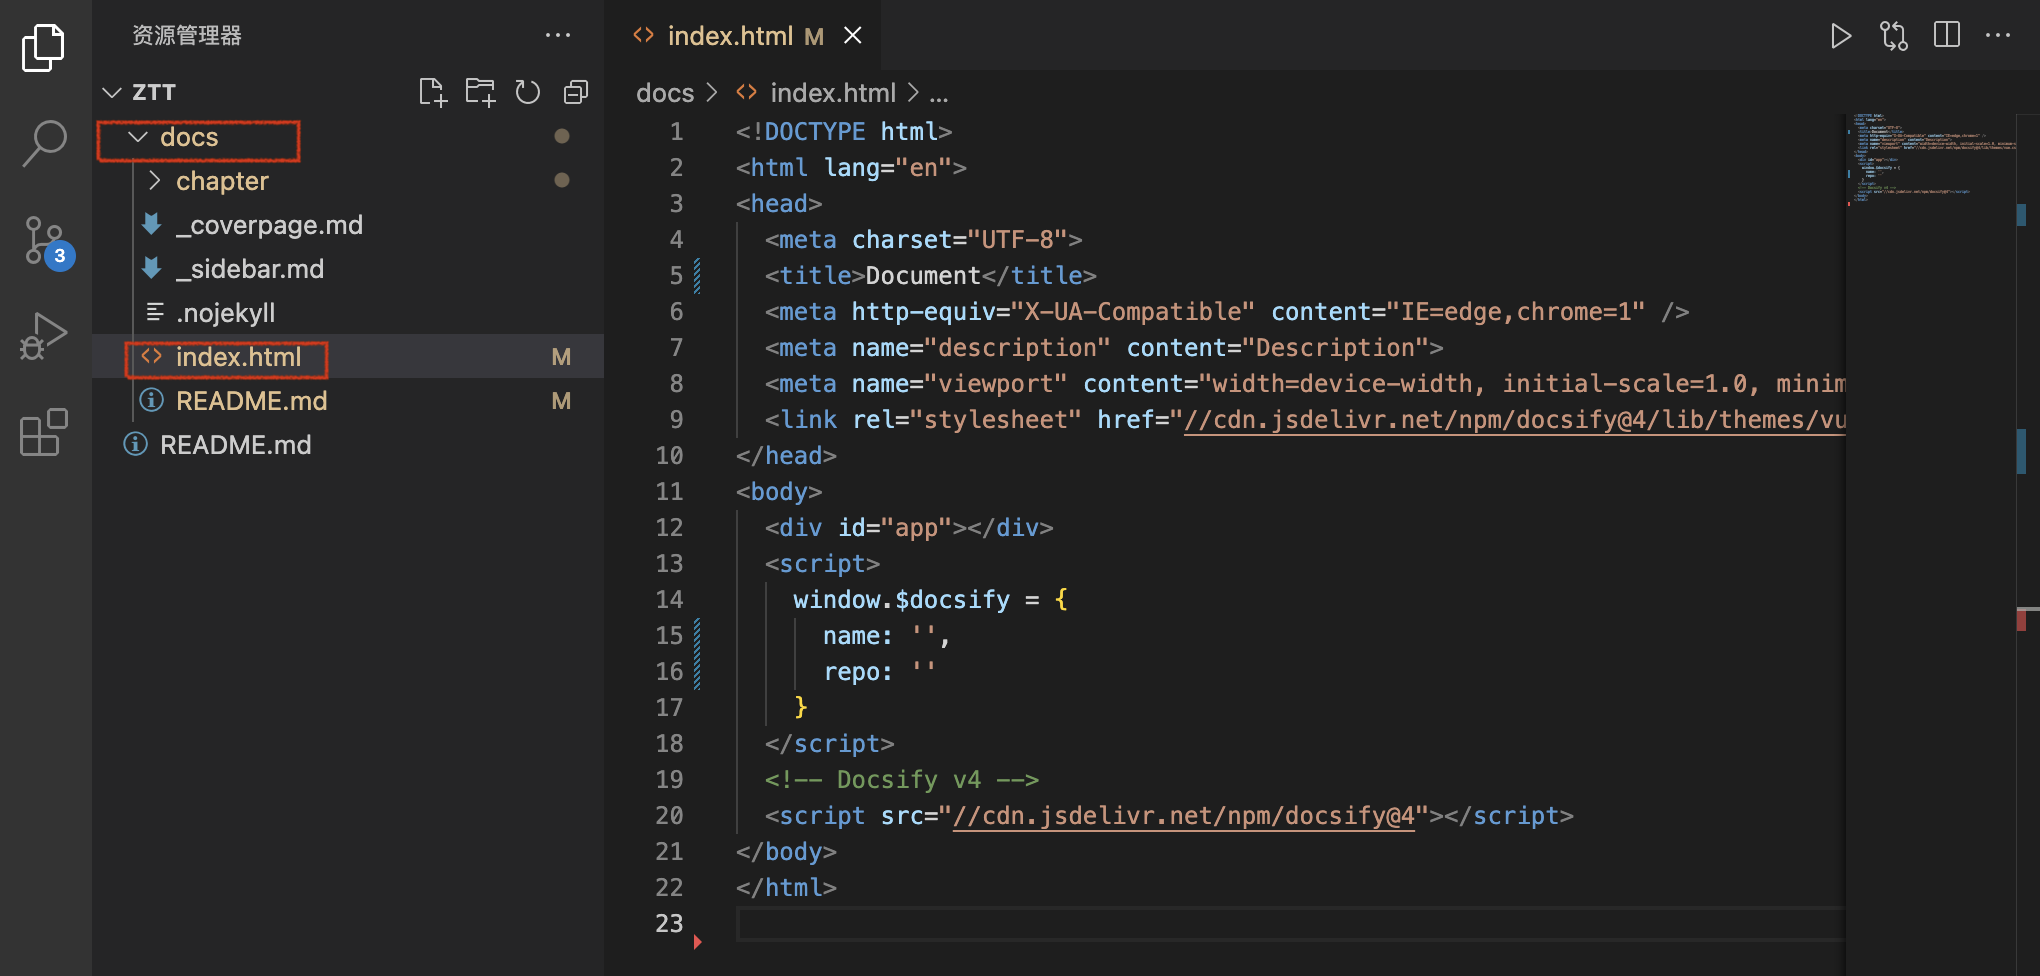 资源管理器
ZTT
docs
chapter
_coverpage.md
_sidebar.md
.nojekyll
index.html M
README.md M
README.md
3
index.html M
docs > index.html > ...
1 <!DOCTYPE html>
2 <html lang="en">
3 <head>
4 <meta charset="UTF-8">
5 <title>Document</title>
6 <meta http-equiv="X-UA-Compatible" content="IE=edge,chrome=1" />
7 <meta name="description" content="Description">
8 <meta name="viewport" content="width=device-width, initial-scale=1.0, minim
9 <link rel="stylesheet" href="//cdn.jsdelivr.net/npm/docsify@4/lib/themes/vu
10 </head>
11 <body>
12 <div id="app"></div>
13 <script>
14 window.$docsify = {
15 name: '',
16 repo: ''
17 }
18 </script>
19 <!-- Docsify v4 -->
20 <script src="//cdn.jsdelivr.net/npm/docsify@4"></script>
21 </body>
22 </html>
23